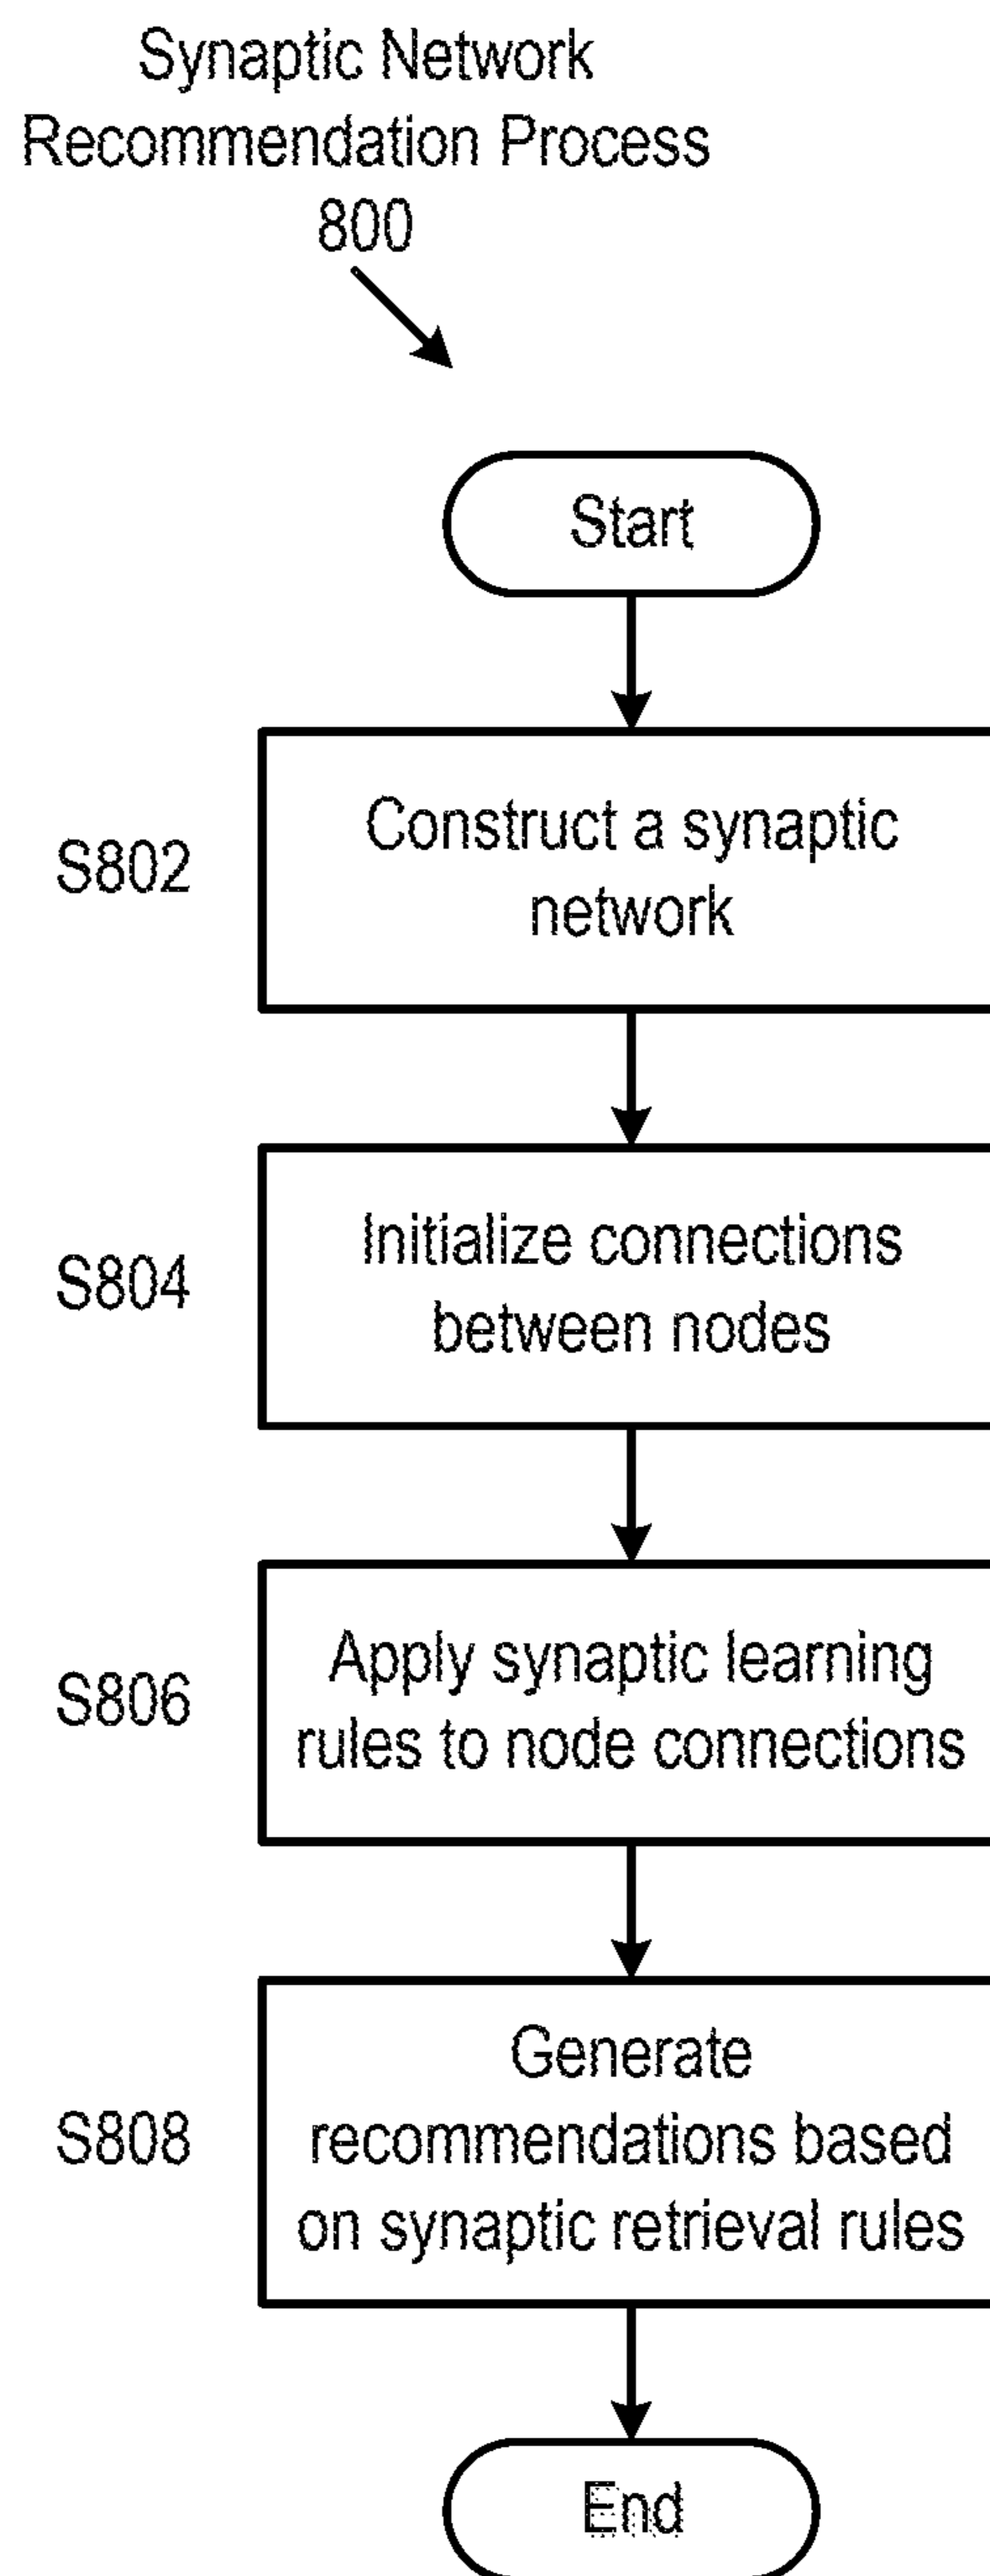 Synaptic Network
Recommendation Process
800
Start
S802
Construct a synaptic
network
S804
Initialize connections
between nodes
S806
Apply synaptic learning
rules to node connections
S808
Generate
recommendations based
on synaptic retrieval rules
End